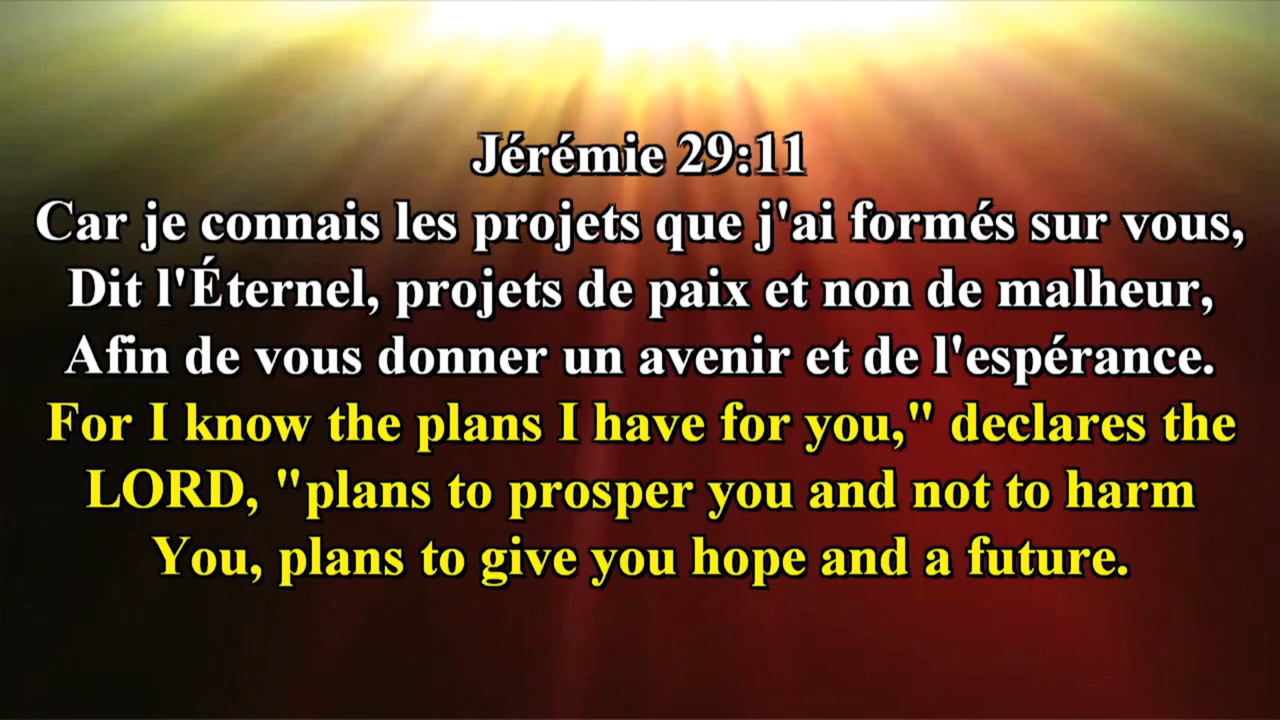 Jérémie 29:11
Car je connais les projets que j'ai formés sur vous,
Dit l'Éternel, projets de paix et non de malheur,
Afin de vous donner un avenir et de l'espérance.
For I know the plans I have for you," declares the
LORD, "plans to prosper you and not to harm
You, plans to give you hope and a future.